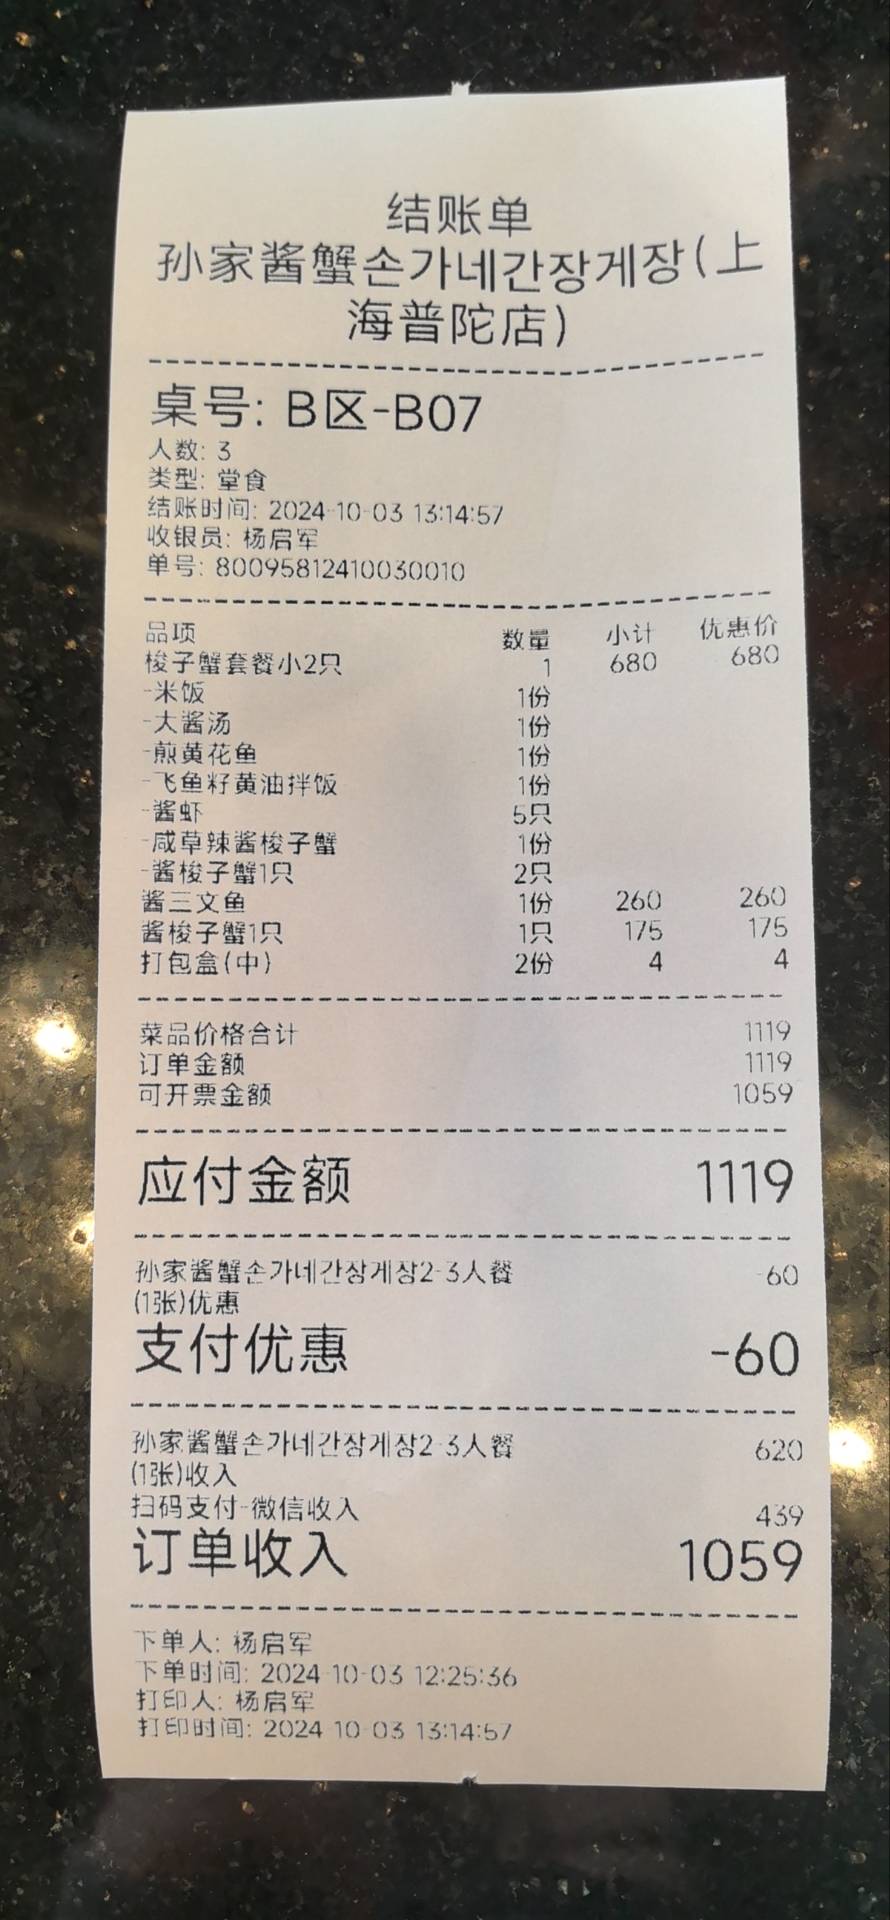 结账单
孙家酱蟹손가네간장게장(上
海普陀店)
桌号: B区-B07
人数: 3
类型: 堂食
结账时间: 2024-10-03 13:14:57
收银员: 杨启军
单号: 80095812410030010
品项 数量 小计 优惠价
梭子蟹套餐小2只 1 680 680
-米饭 1份
-大酱汤 1份
-煎黄花鱼 1份
-飞鱼籽黄油拌饭 1份
-酱虾 5只
-咸草辣酱梭子蟹 1份
-酱梭子蟹1只 2只
酱三文鱼 1份 260 260
酱梭子蟹1只 1只 175 175
打包盒(中) 2份 4 4
菜品价格合计 1119
订单金额 1119
可开票金额 1059
应付金额 1119
孙家酱蟹손가네간장게장2-3人餐 -60
(1张)优惠
支付优惠 -60
孙家酱蟹손가네간장게장2-3人餐 620
(1张)收入
扫码支付-微信收入 439
订单收入 1059
下单人: 杨启军
下单时间: 2024-10-03 12:25:36
打印人: 杨启军
打印时间: 2024-10-03 13:14:57